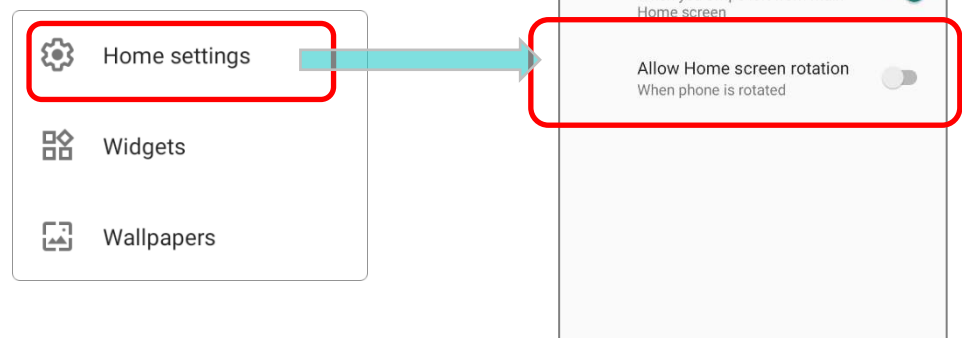 Home settings
Widgets
Wallpapers
Home screen
Allow Home screen rotation
When phone is rotated